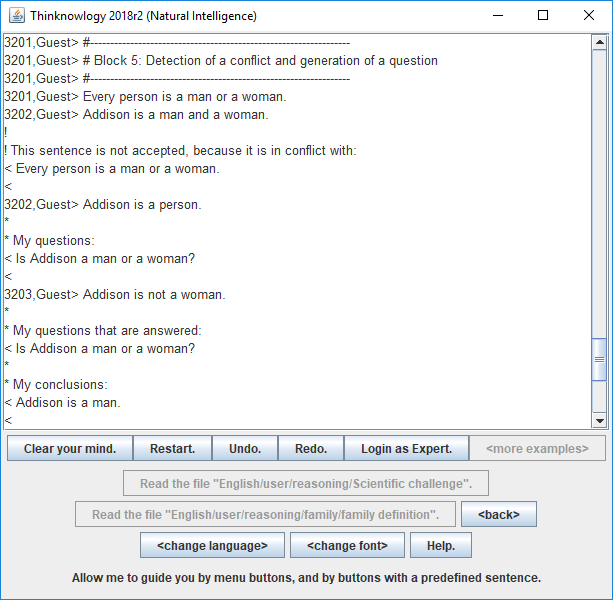 Thinknowlogy 2018r2 (Natural Intelligence)
3201,Guest> #----------------------------------------------------------------
3201,Guest> # Block 5: Detection of a conflict and generation of a question
3201,Guest> #----------------------------------------------------------------
3201,Guest> Every person is a man or a woman.
3202,Guest> Addison is a man and a woman.
!
! This sentence is not accepted, because it is in conflict with:
< Every person is a man or a woman.
<
3202,Guest> Addison is a person.
*
* My questions:
< Is Addison a man or a woman?
<
3203,Guest> Addison is not a woman.
*
* My questions that are answered:
< Is Addison a man or a woman?
*
* My conclusions:
< Addison is a man.
<
Clear your mind. Restart. Undo. Redo. Login as Expert. <more examples>
Read the file "English/user/reasoning/Scientific challenge".
Read the file "English/user/reasoning/family/family definition". <back>
<change language> <change font> Help.
Allow me to guide you by menu buttons, and by buttons with a predefined sentence.